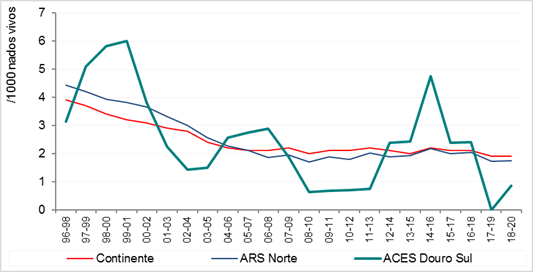 /1000 nados vivos
7
6
5
4
3
2
1
0
96-98 97-99 98-00 99-01 00-02 01-03 02-04 03-05 04-06 05-07 06-08 07-09 08-10 09-11 10-12 11-13 12-14 13-15 14-16 15-17 16-18 17-19 18-20
Continente ARS Norte ACES Douro Sul